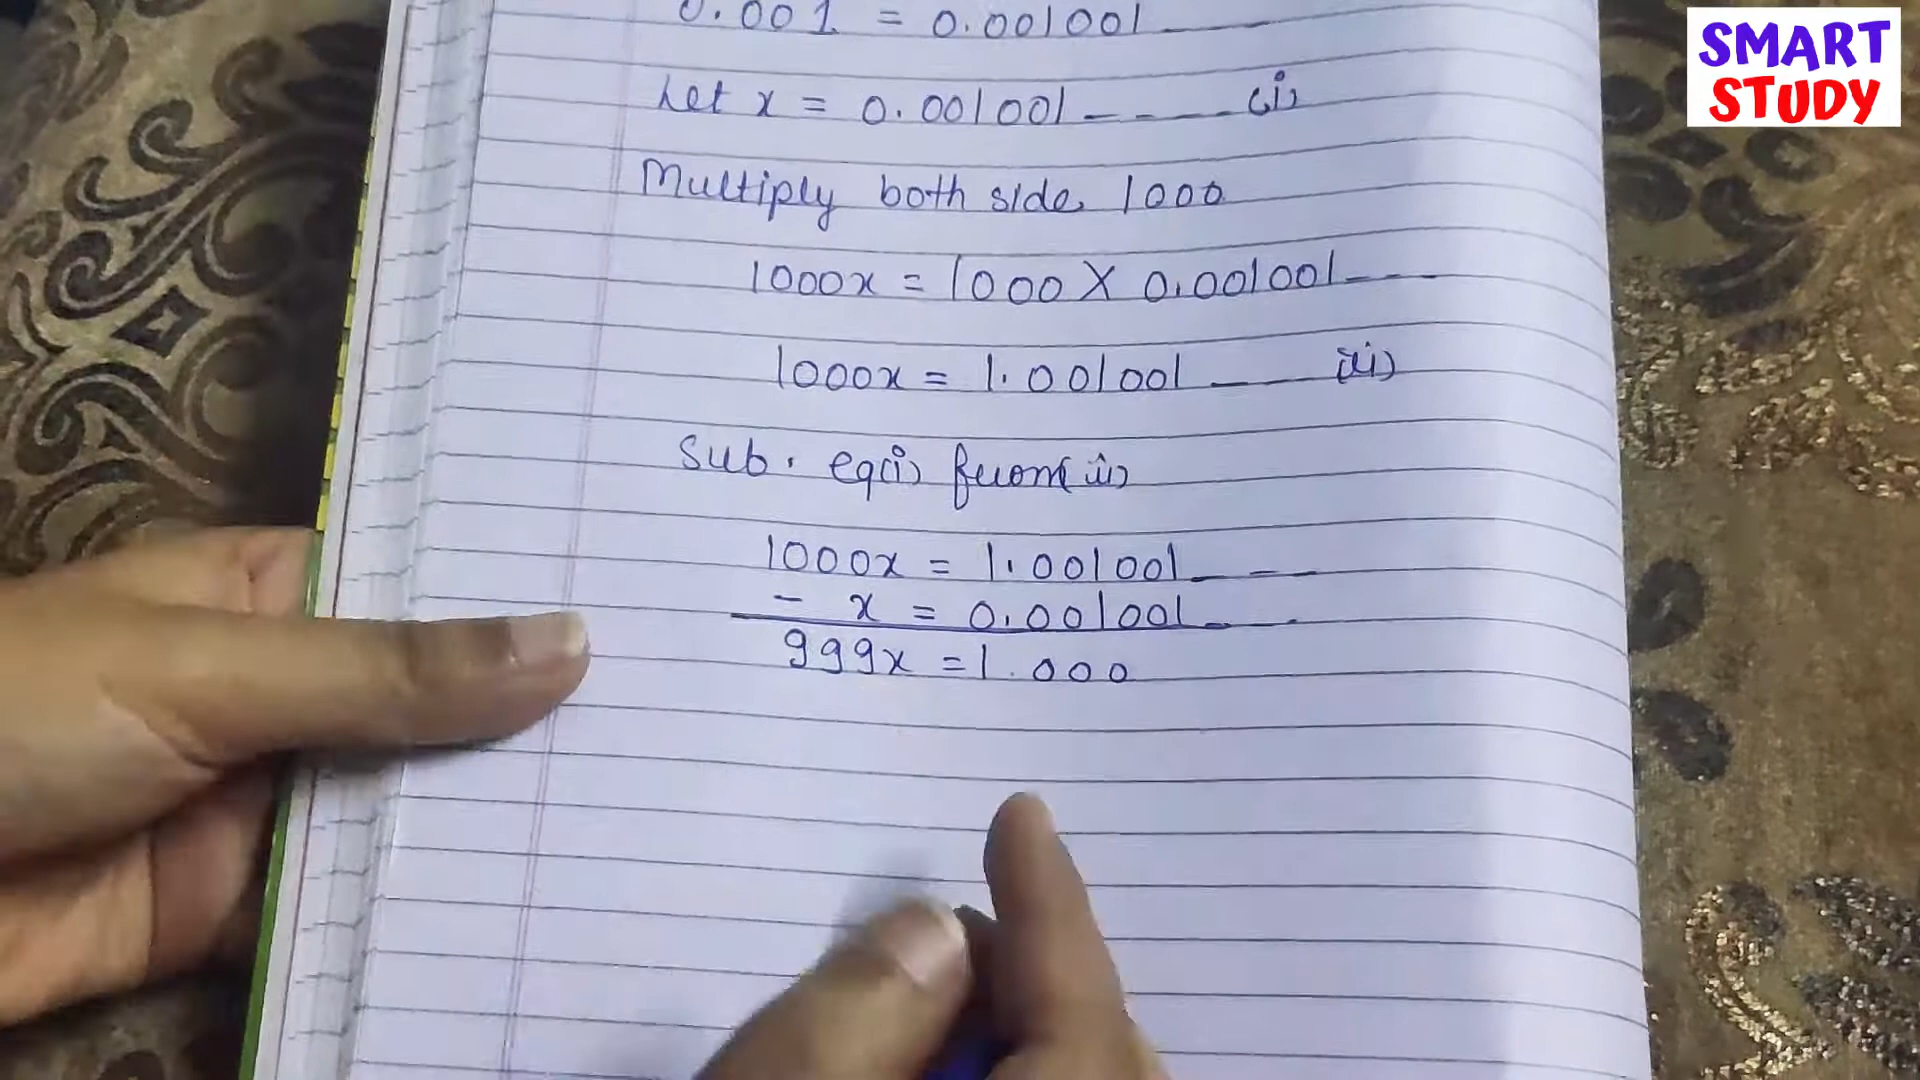 0.001 = 0.001001 ____
SMART
STUDY
Let x = 0.001001 ---- (i)
Multiply both side 1000
1000x = 1000 X 0.001001 ---
1000x = 1.001001 ---- (ii)
Sub. eq(i) from (ii)
1000x = 1.001001 ---
- x = 0.001001 ---
999x = 1.000